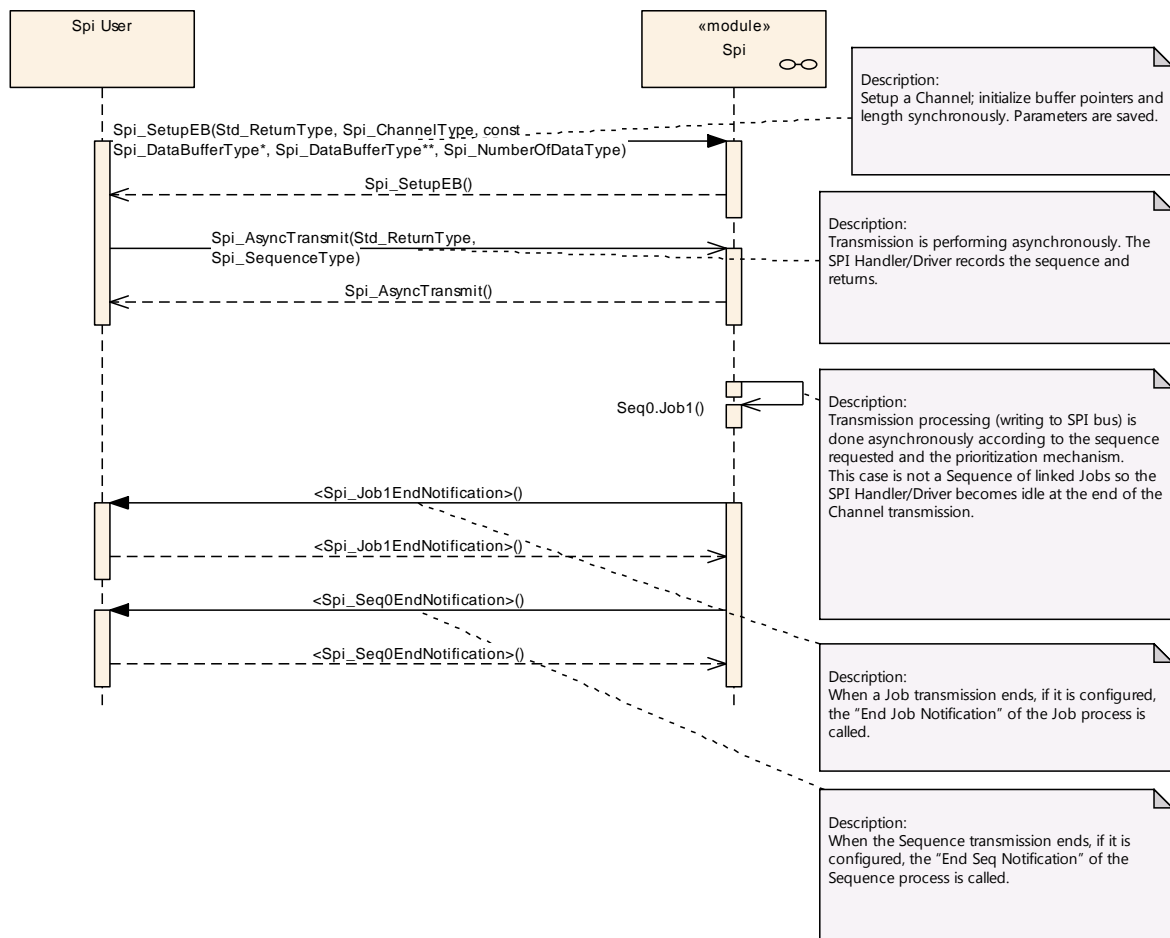 Spi User
«module»
Spi
Description:
Setup a Channel; initialize buffer pointers and
length synchronously. Parameters are saved.
Spi_SetupEB(Std_ReturnType, Spi_ChannelType, const
Spi_DataBufferType*, Spi_DataBufferType**, Spi_NumberOfDataType)
Spi_SetupEB()
Description:
Transmission is performing asynchronously. The
SPI Handler/Driver records the sequence and
returns.
Spi_AsyncTransmit(Std_ReturnType,
Spi_SequenceType)
Spi_AsyncTransmit()
Seq0.Job1()
Description:
Transmission processing (writing to SPI bus) is
done asynchronously according to the sequence
requested and the prioritization mechanism.
This case is not a Sequence of linked Jobs so the
SPI Handler/Driver becomes idle at the end of the
Channel transmission.
<Spi_Job1EndNotification>()
<Spi_Job1EndNotification>()
<Spi_Seq0EndNotification>()
<Spi_Seq0EndNotification>()
Description:
When a Job transmission ends, if it is configured,
the “End Job Notification” of the Job process is
called.
Description:
When the Sequence transmission ends, if it is
configured, the “End Seq Notification” of the
Sequence process is called.